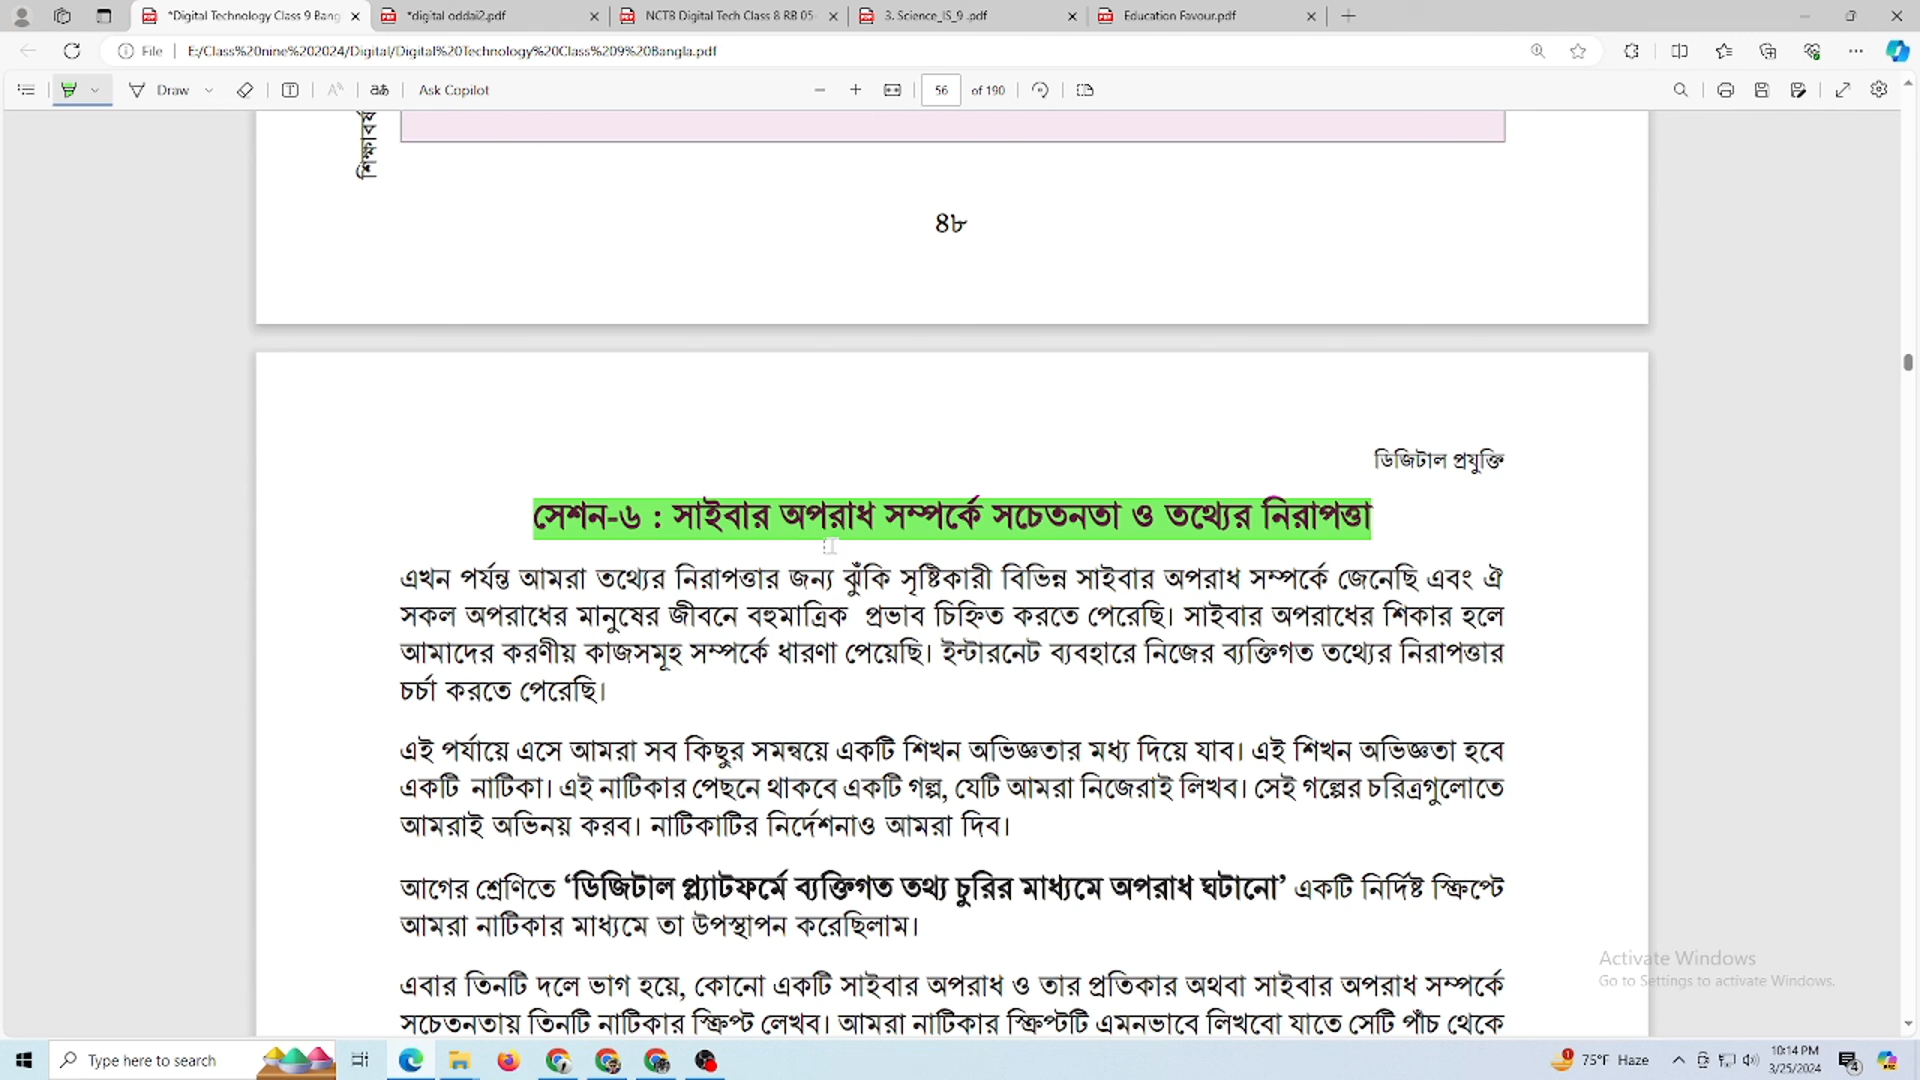 *Digital Technology Class 9 Bang
*digital oddai2.pdf
NCTB Digital Tech Class 8 RB 05-
3. Science_IS_9 .pdf
Education Favour.pdf
File
E:/Class%20nine%202024/Digital/Digital%20Technology%20Class%209%20Bangla.pdf
Draw
Ask Copilot
56
of 190
শিক্ষাবর্ষ
৪৮
ডিজিটাল প্রযুক্তি
সেশন-৬ : সাইবার অপরাধ সম্পর্কে সচেতনতা ও তথ্যের নিরাপত্তা
এখন পর্যন্ত আমরা তথ্যের নিরাপত্তার জন্য ঝুঁকি সৃষ্টিকারী বিভিন্ন সাইবার অপরাধ সম্পর্কে জেনেছি এবং ঐ
সকল অপরাধের মানুষের জীবনে বহুমাত্রিক প্রভাব চিহ্নিত করতে পেরেছি। সাইবার অপরাধের শিকার হলে
আমাদের করণীয় কাজসমূহ সম্পর্কে ধারণা পেয়েছি। ইন্টারনেট ব্যবহারে নিজের ব্যক্তিগত তথ্যের নিরাপত্তার
চর্চা করতে পেরেছি।
এই পর্যায়ে এসে আমরা সব কিছুর সমন্বয়ে একটি শিখন অভিজ্ঞতার মধ্য দিয়ে যাব। এই শিখন অভিজ্ঞতা হবে
একটি নাটিকা। এই নাটিকার পেছনে থাকবে একটি গল্প, যেটি আমরা নিজেরাই লিখব। সেই গল্পের চরিত্রগুলোতে
আমরাই অভিনয় করব। নাটিকাটির নির্দেশনাও আমরা দিব।
আগের শ্রেণিতে ‘ডিজিটাল প্ল্যাটফর্মে ব্যক্তিগত তথ্য চুরির মাধ্যমে অপরাধ ঘটানো’ একটি নির্দিষ্ট স্ক্রিপ্টে
আমরা নাটিকার মাধ্যমে তা উপস্থাপন করেছিলাম।
এবার তিনটি দলে ভাগ হয়ে, কোনো একটি সাইবার অপরাধ ও তার প্রতিকার অথবা সাইবার অপরাধ সম্পর্কে
সচেতনতায় তিনটি নাটিকার স্ক্রিপ্ট লেখব। আমরা নাটিকার স্ক্রিপ্টটি এমনভাবে লিখবো যাতে সেটি পাঁচ থেকে
Activate Windows
Go to Settings to activate Windows.
Type here to search
75°F Haze
10:14 PM
3/25/2024
4